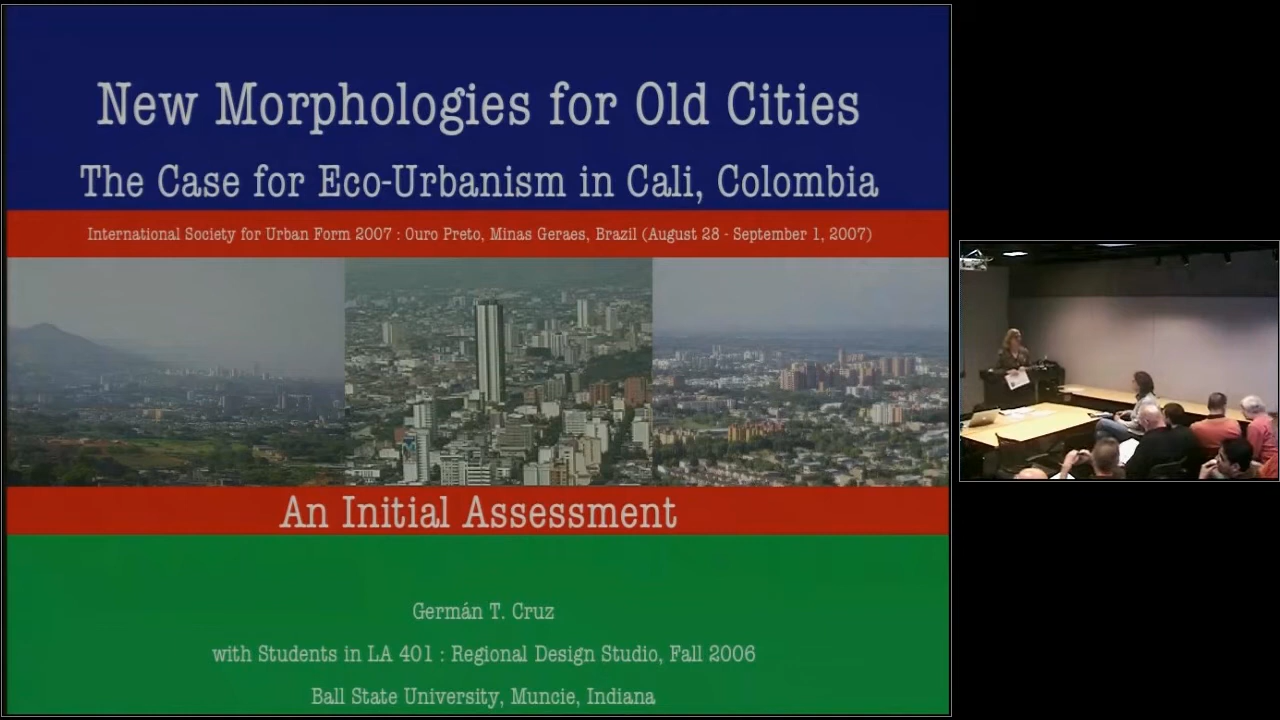 New Morphologies for Old Cities
The Case for Eco-Urbanism in Cali, Colombia
International Society for Urban Form 2007 : Ouro Preto, Minas Geraes, Brazil (August 28 - September 1, 2007)
An Initial Assessment
Germán T. Cruz
with Students in LA 401 : Regional Design Studio, Fall 2006
Ball State University, Muncie, Indiana